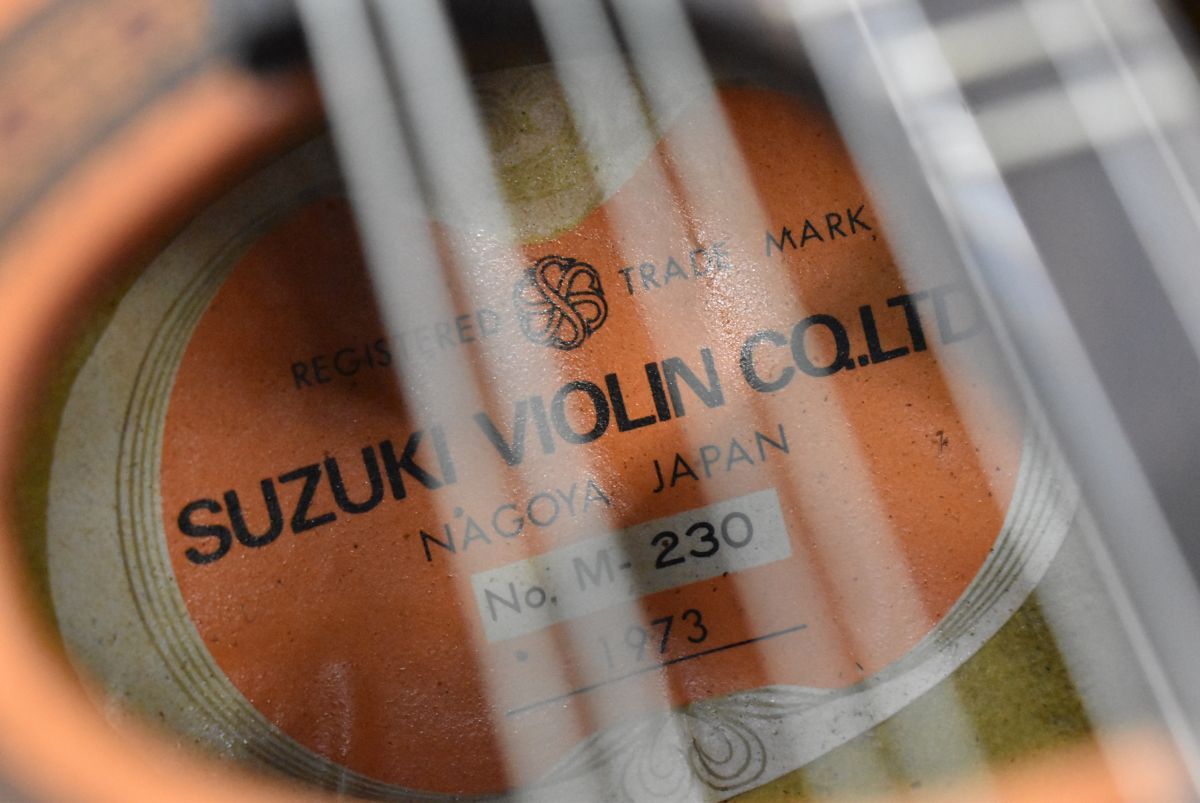 REGISTERED TRADE MARK,
SUZUKI VIOLIN CO.LTD
NAGOYA JAPAN
No. M- 230
1973